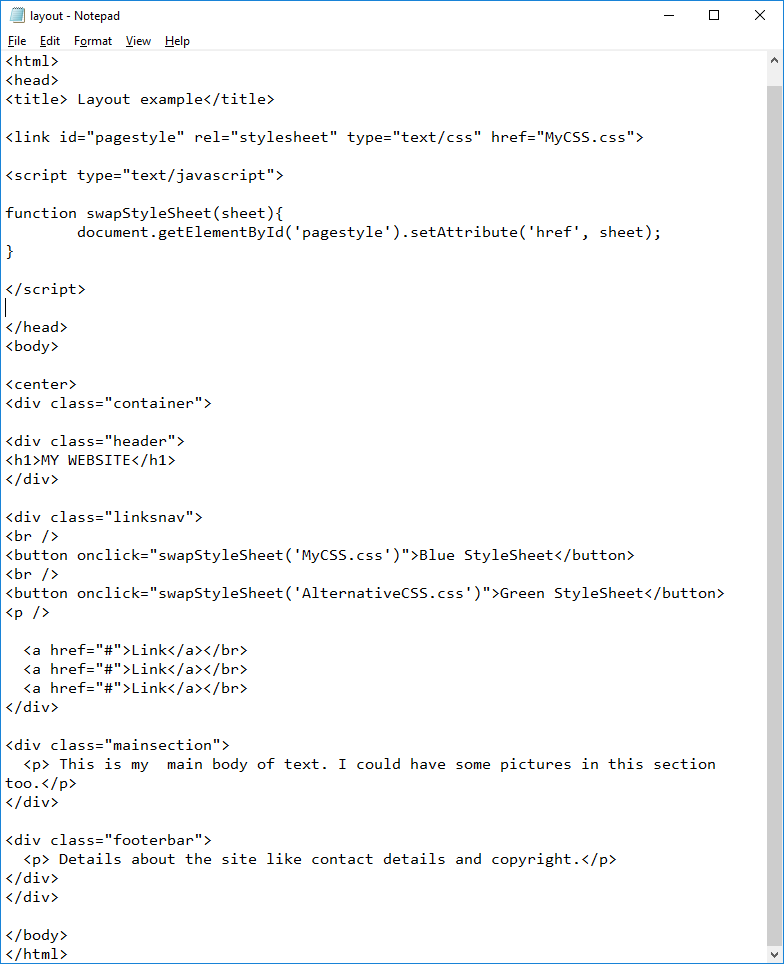 layout - Notepad
File Edit Format View Help
<html>
<head>
<title> Layout example</title>
<link id="pagestyle" rel="stylesheet" type="text/css" href="MyCSS.css">
<script type="text/javascript">
function swapStyleSheet(sheet){
        document.getElementById('pagestyle').setAttribute('href', sheet);
}
</script>
</head>
<body>
<center>
<div class="container">
<div class="header">
<h1>MY WEBSITE</h1>
</div>
<div class="linksnav">
<br />
<button onclick="swapStyleSheet('MyCSS.css')">Blue StyleSheet</button>
<br />
<button onclick="swapStyleSheet('AlternativeCSS.css')">Green StyleSheet</button>
<p />
  <a href="#">Link</a></br>
  <a href="#">Link</a></br>
  <a href="#">Link</a></br>
</div>
<div class="mainsection">
  <p> This is my  main body of text. I could have some pictures in this section
too.</p>
</div>
<div class="footerbar">
  <p> Details about the site like contact details and copyright.</p>
</div>
</div>
</body>
</html>